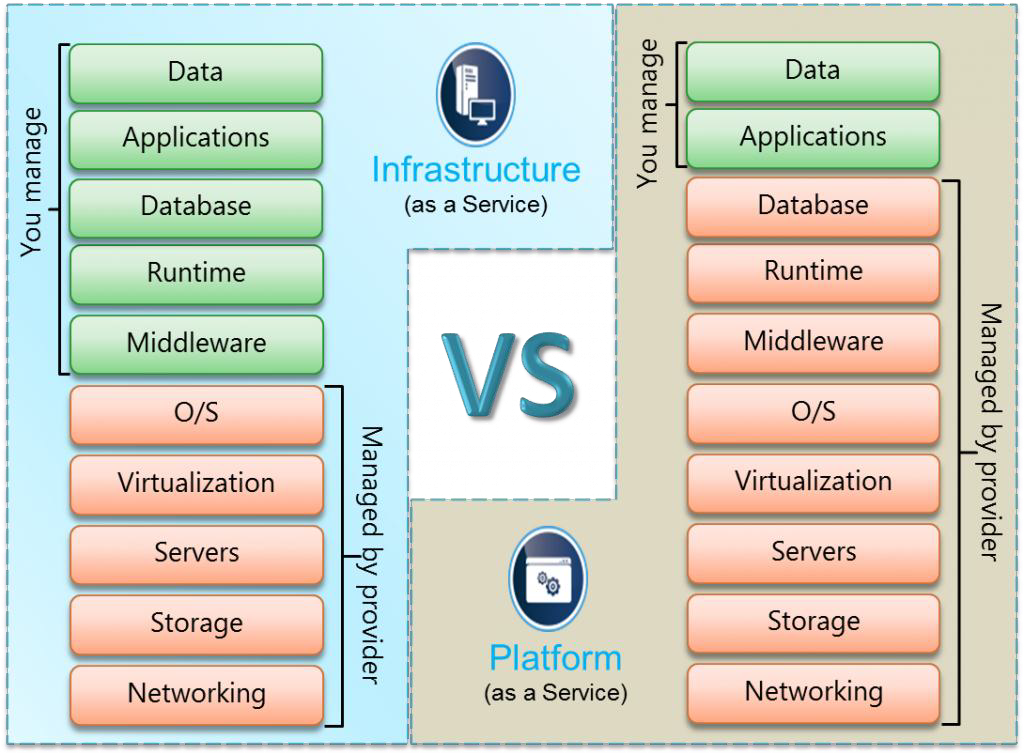 You manage
Data
Applications
Database
Runtime
Middleware
O/S
Virtualization
Servers
Storage
Networking
Managed by provider
Infrastructure
(as a Service)
VS
Platform
(as a Service)
You manage
Data
Applications
Database
Runtime
Middleware
O/S
Virtualization
Servers
Storage
Networking
Managed by provider